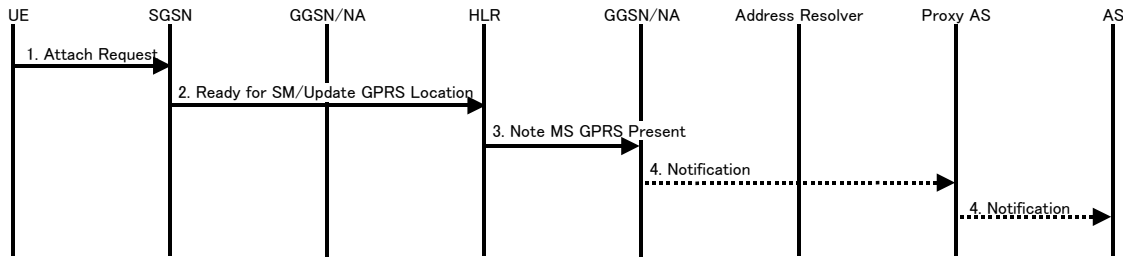 UE SGSN GGSN/NA HLR GGSN/NA Address Resolver Proxy AS AS
1. Attach Request
2. Ready for SM/Update GPRS Location
3. Note MS GPRS Present
4. Notification
4. Notification